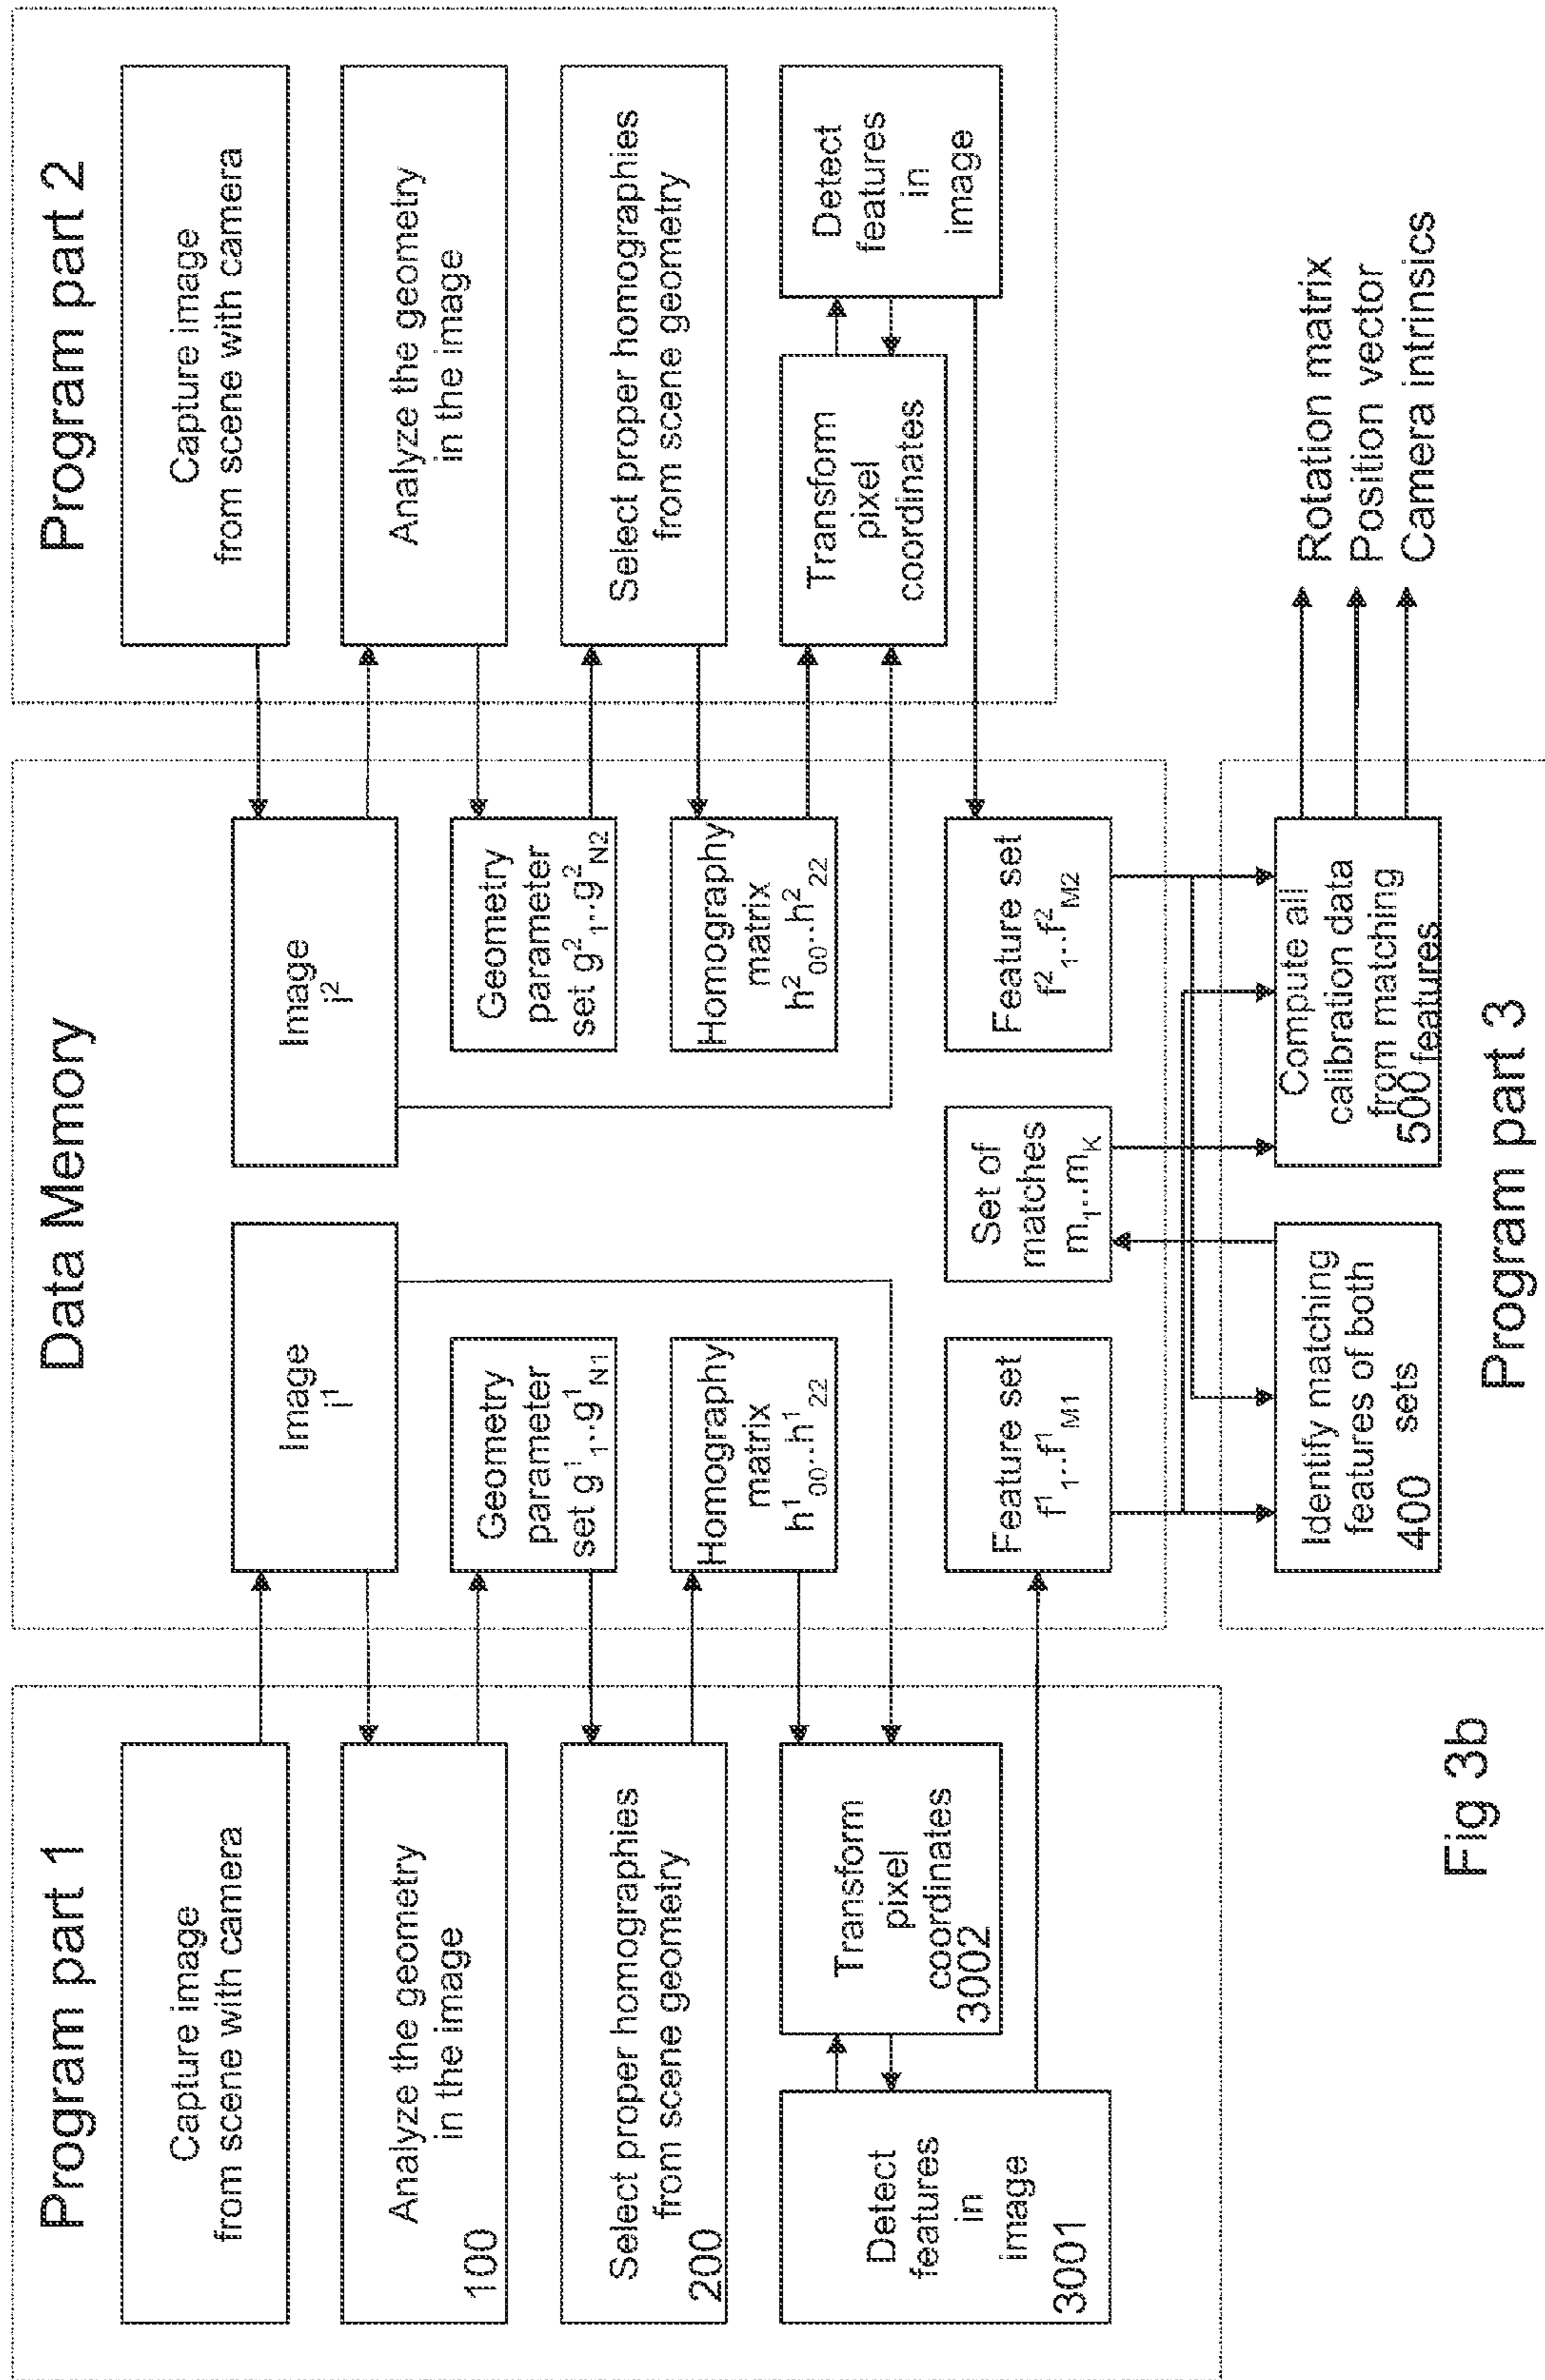 Program part 1
Capture image
from scene with camera
Analyze the geometry
in the image
100
Select proper homographies
from scene geometry
200
Detect
features
in
image
3001
Transform
pixel
coordinates
3002
Data Memory
Image
i¹
Image
i²
Geometry
parameter
set g¹₁..g¹N1
Geometry
parameter
set g²₁..g²N2
Homography
matrix
h¹₀₀..h¹₂₂
Homography
matrix
h²₀₀..h²₂₂
Feature set
f¹₁..f¹M1
Set of
matches
m₁..mK
Feature set
f²₁..f²M2
Program part 2
Capture image
from scene with camera
Analyze the geometry
in the image
Select proper homographies
from scene geometry
Transform
pixel
coordinates
Detect
features
in
image
Identify matching
features of both
400 sets
Compute all
calibration data
from matching
500 features
Program part 3
Rotation matrix
Position vector
Camera intrinsics
Fig 3b